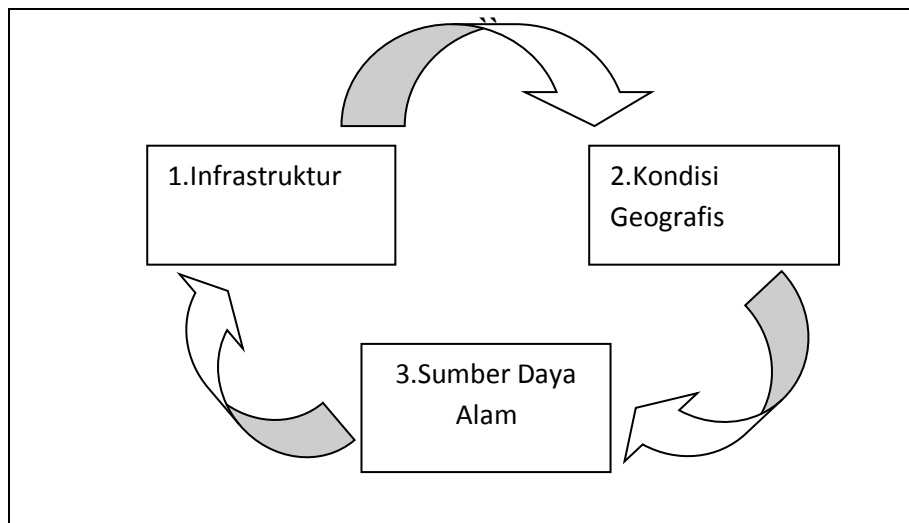 1.Infrastruktur
2.Kondisi
Geografis
3.Sumber Daya
Alam